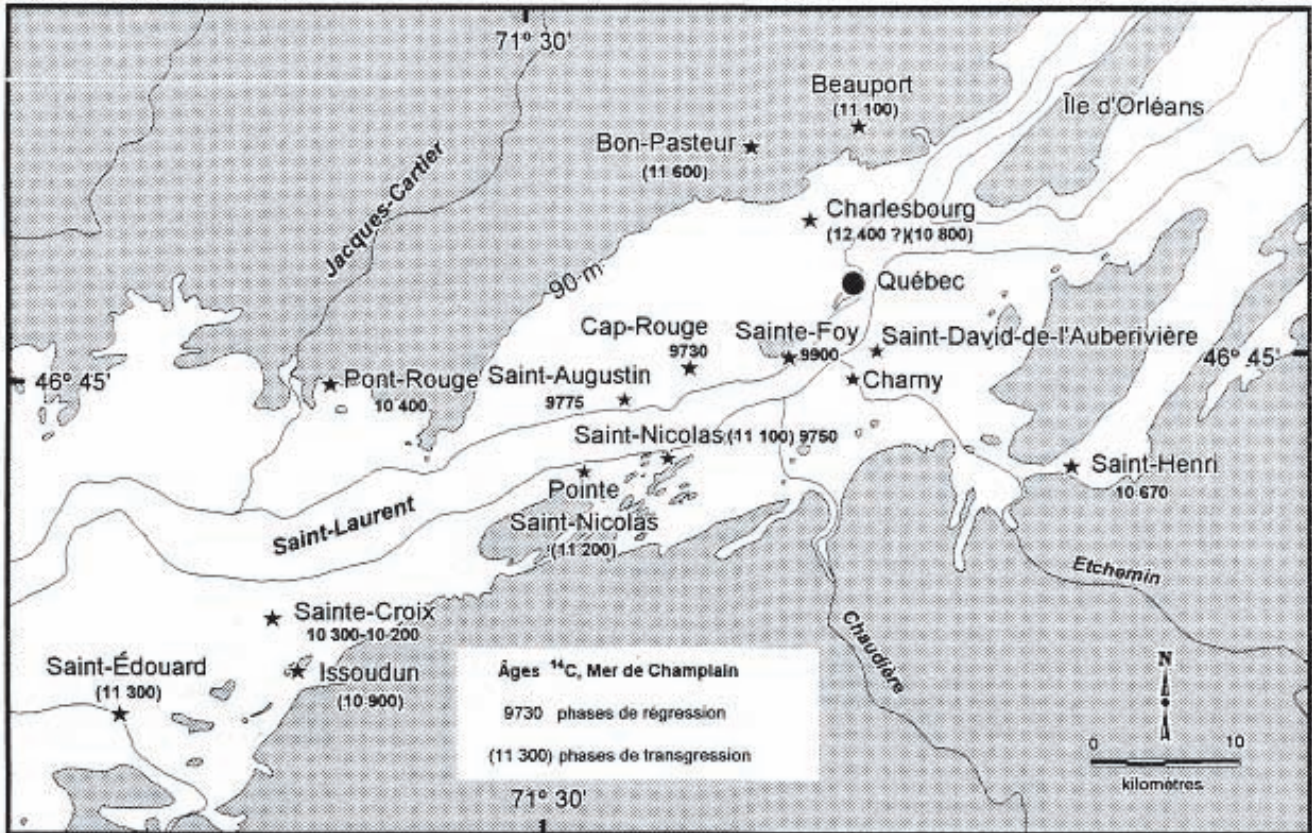 71° 30'
Beauport
(11 100)
Île d'Orléans
Bon-Pasteur
(11 600)
Jacques-Cartier
Charlesbourg
(12 400 ?)(10 800)
90 m
Québec
Cap-Rouge
9730
Sainte-Foy
9900
Saint-David-de-l'Auberivière
46° 45'
46° 45'
Pont-Rouge
10 400
Saint-Augustin
9775
Charny
Saint-Nicolas (11 100) 9750
Saint-Henri
10 670
Pointe
Saint-Nicolas
(11 200)
Saint-Laurent
Etchemin
Sainte-Croix
10 300-10-200
Chaudière
Saint-Édouard
(11 300)
Issoudun
(10 900)
Âges ¹⁴C, Mer de Champlain
9730 phases de régression
(11 300) phases de transgression
N
0 10
kilomètres
71° 30'